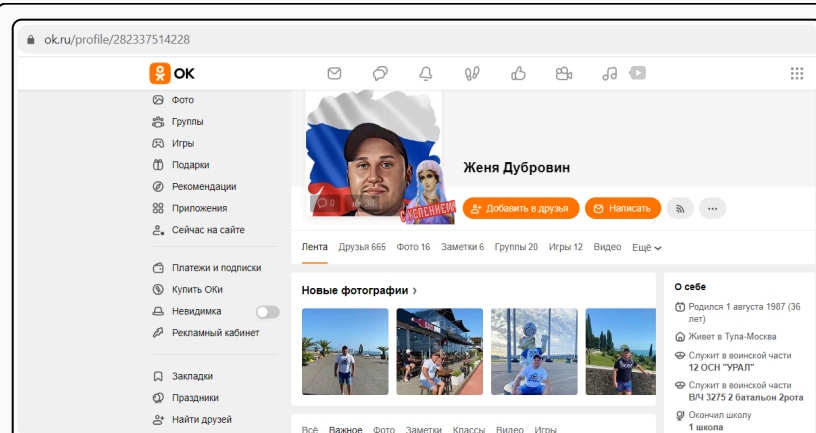 ok.ru/profile/282337514228
ОК
Фото
Группы
Игры
Подарки
Рекомендации
Приложения
Сейчас на сайте
Платежи и подписки
Купить ОКи
Невидимка
Рекламный кабинет
Закладки
Праздники
Найти друзей
0
38
С УСПЕНИЕМ
Женя Дубровин
Добавить в друзья
Написать
Лента Друзья 665 Фото 16 Заметки 6 Группы 20 Игры 12 Видео Ещё
Новые фотографии
Всё Важное Фото Заметки Классы Видео Игры
О себе
Родился 1 августа 1987 (36
лет)
Живет в Тула-Москва
Служит в воинской части
12 ОСН "УРАЛ"
Служит в воинской части
В/Ч 3275 2 батальон 2рота
Окончил школу
1 школа